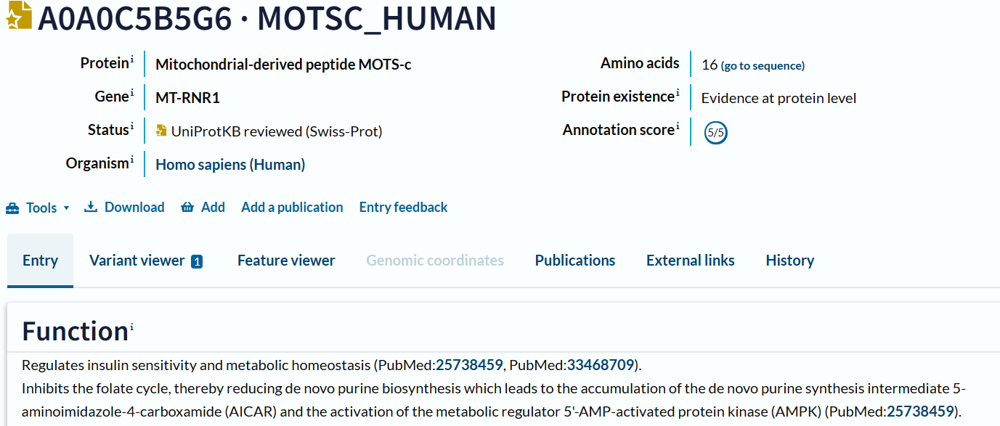 A0A0C5B5G6 · MOTSC_HUMAN
Proteinⁱ Mitochondrial-derived peptide MOTS-c
Amino acids 16 (go to sequence)
Geneⁱ MT-RNR1
Protein existenceⁱ Evidence at protein level
Statusⁱ UniProtKB reviewed (Swiss-Prot)
Annotation scoreⁱ 5/5
Organismⁱ Homo sapiens (Human)
Tools Download Add Add a publication Entry feedback
Entry Variant viewer 1 Feature viewer Genomic coordinates Publications External links History
Functionⁱ
Regulates insulin sensitivity and metabolic homeostasis (PubMed:25738459, PubMed:33468709).
Inhibits the folate cycle, thereby reducing de novo purine biosynthesis which leads to the accumulation of the de novo purine synthesis intermediate 5-
aminoimidazole-4-carboxamide (AICAR) and the activation of the metabolic regulator 5'-AMP-activated protein kinase (AMPK) (PubMed:25738459).